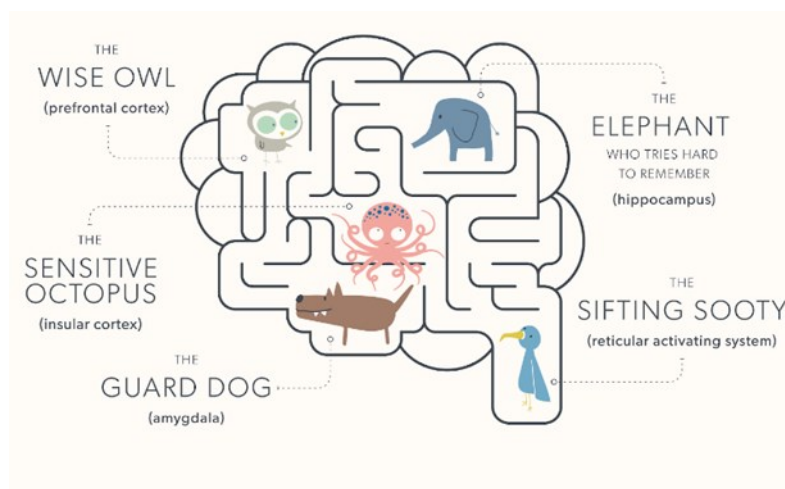 THE
WISE OWL
(prefrontal cortex)
THE
ELEPHANT
WHO TRIES HARD
TO REMEMBER
(hippocampus)
THE
SENSITIVE
OCTOPUS
(insular cortex)
THE
SIFTING SOOTY
(reticular activating system)
THE
GUARD DOG
(amygdala)